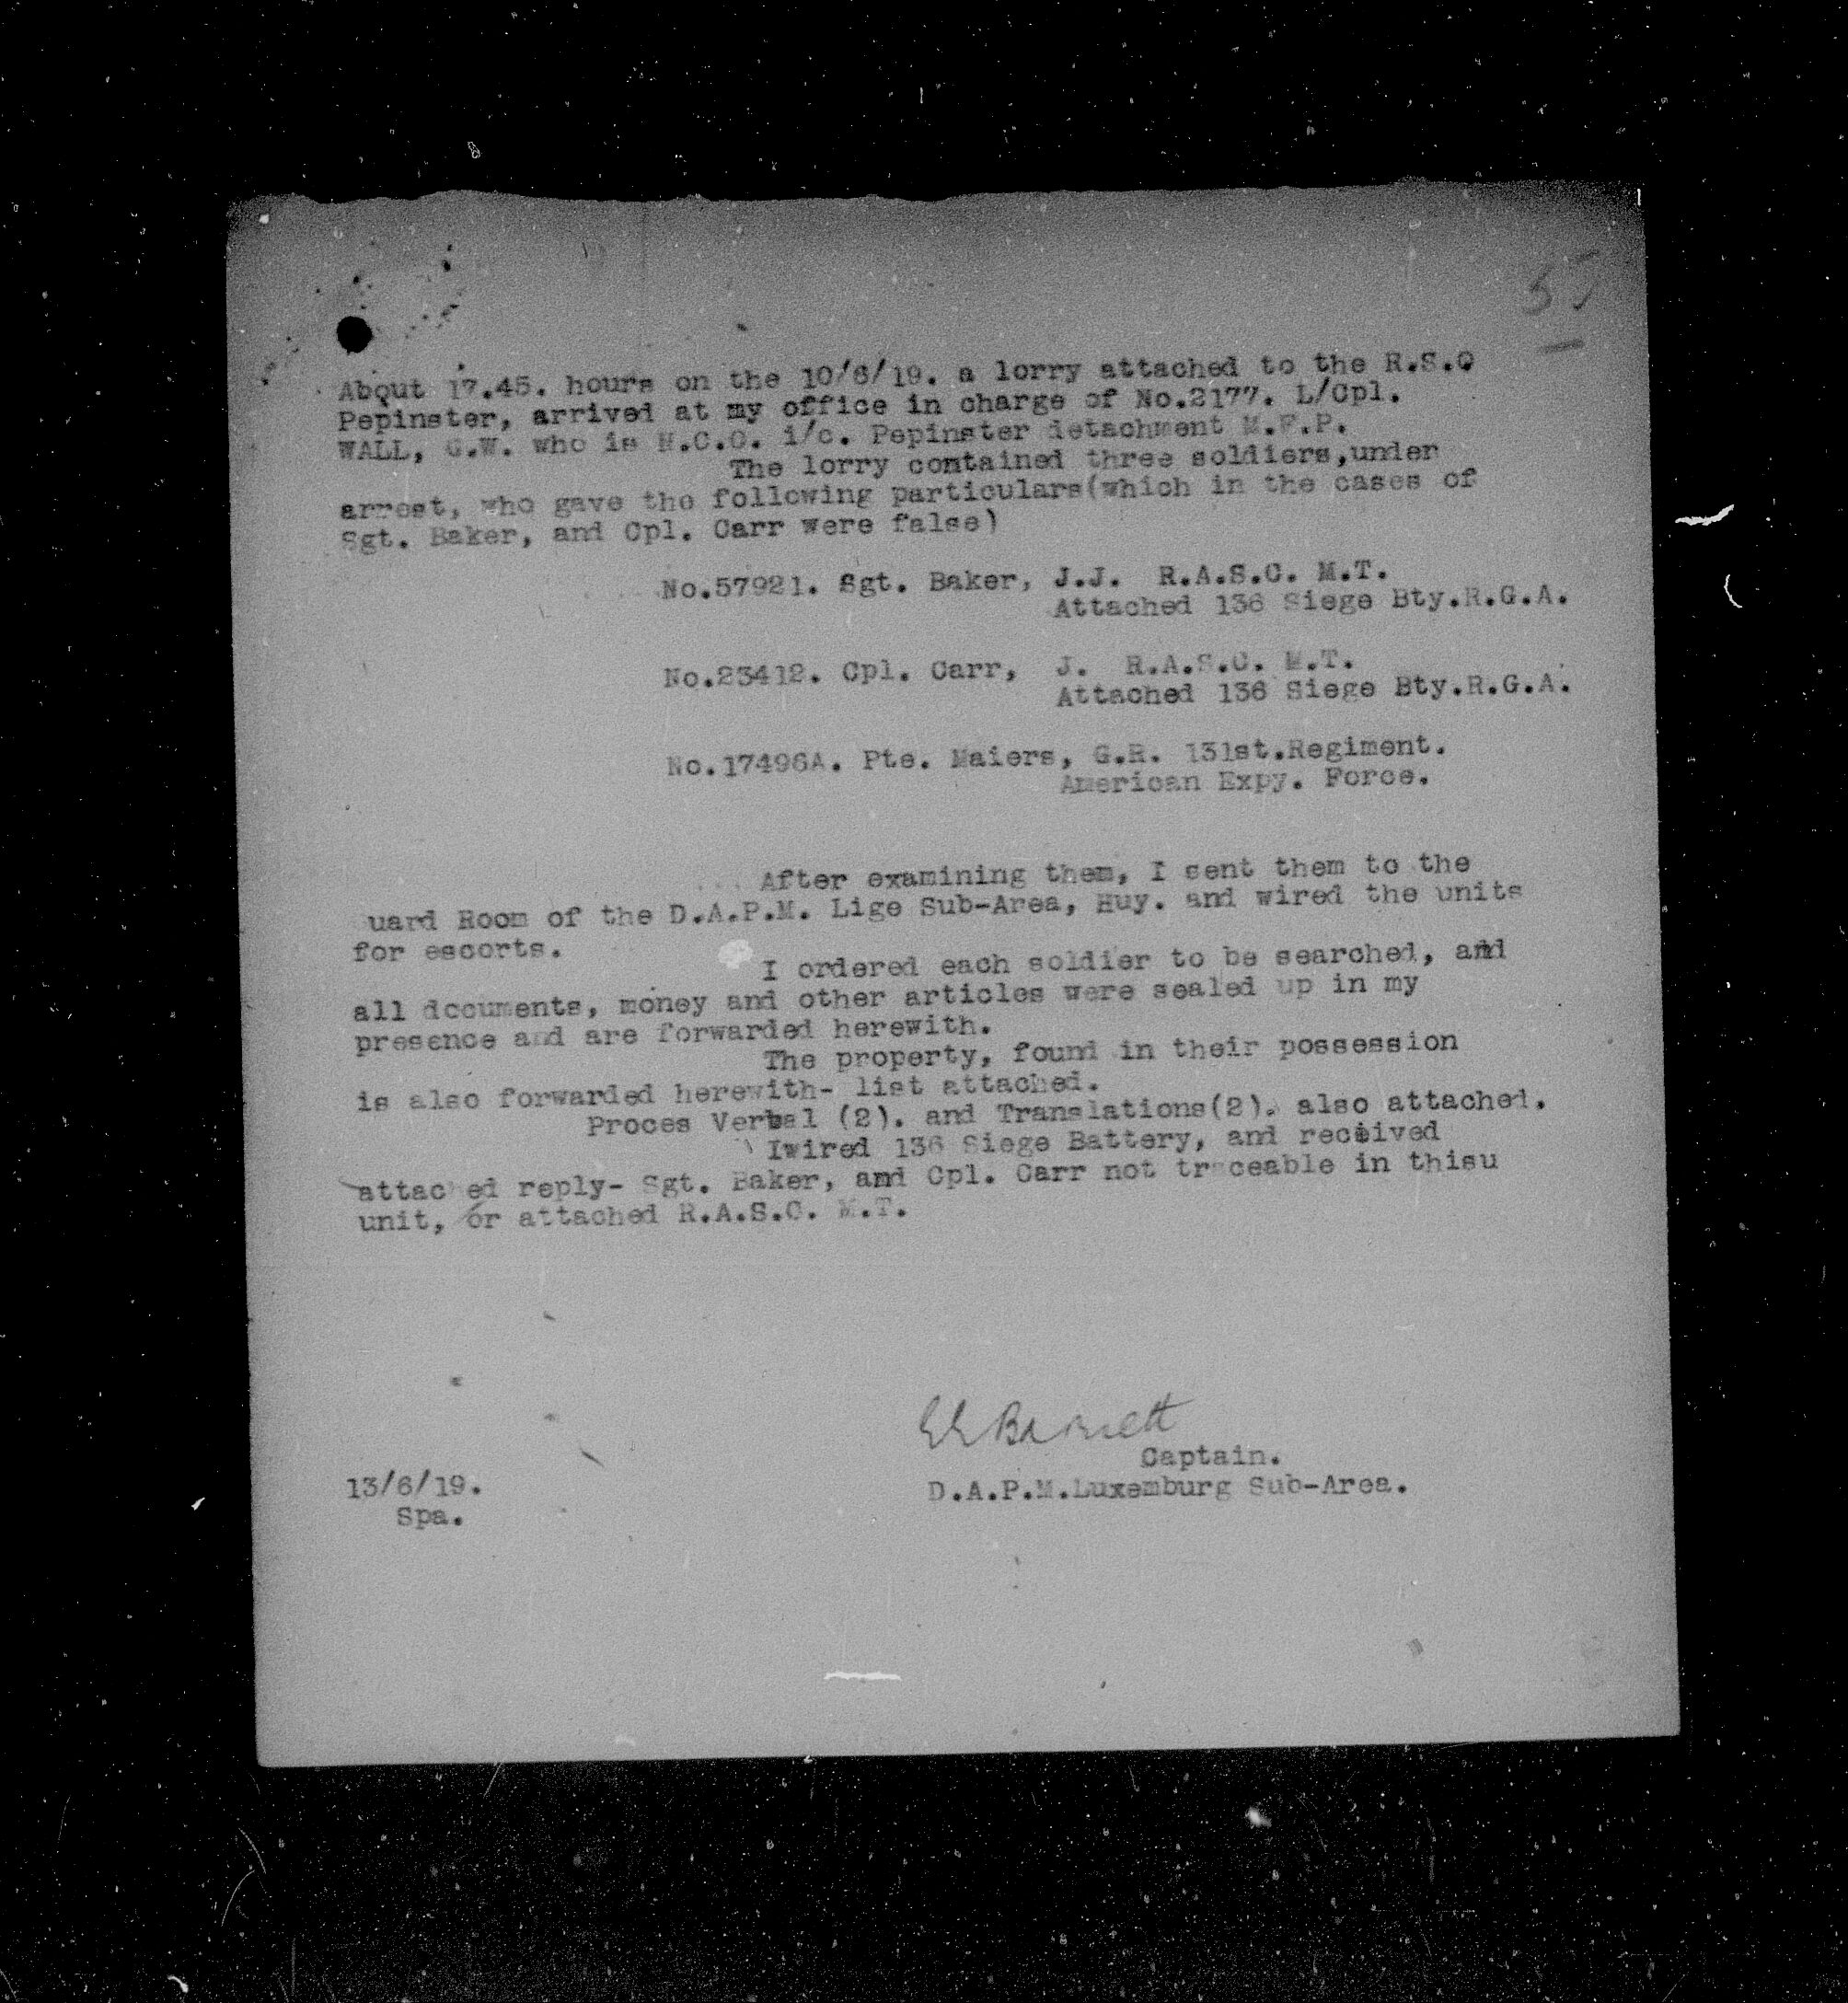 About 17.45. hours on the 10/6/19. a lorry attached to the R.S.O
Pepinster, arrived at my office in charge of No.2177. L/Cpl.
WALL, G.W. who is N.C.O. i/c. Pepinster detachment M.F.P.
The lorry contained three soldiers,under
arrest, who gave the following particulars(which in the cases of
Sgt. Baker, and Cpl. Carr were false)
No.57921. Sgt. Baker, J.J. R.A.S.C. M.T.
Attached 136 Siege Bty.R.G.A.
No.23412. Cpl. Carr, J. R.A.S.C. M.T.
Attached 136 Siege Bty.R.G.A.
No.17496A. Pte. Maiers, G.R. 131st.Regiment.
American Expy. Force.
After examining them, I sent them to the
uard Room of the D.A.P.M. Lige Sub-Area, Huy. and wired the units
for escorts.
I ordered each soldier to be searched, and
all documents, money and other articles were sealed up in my
presence and are forwarded herewith.
The property, found in their possession
is also forwarded herewith- list attached.
Proces Verbal (2). and Translations(2). also attached.
Iwired 136 Siege Battery, and received
attached reply- Sgt. Baker, and Cpl. Carr not traceable in thisu
unit, or attached R.A.S.C. M.T.
Barnett
Captain.
D.A.P.M.Luxemburg Sub-Area.
13/6/19.
Spa.